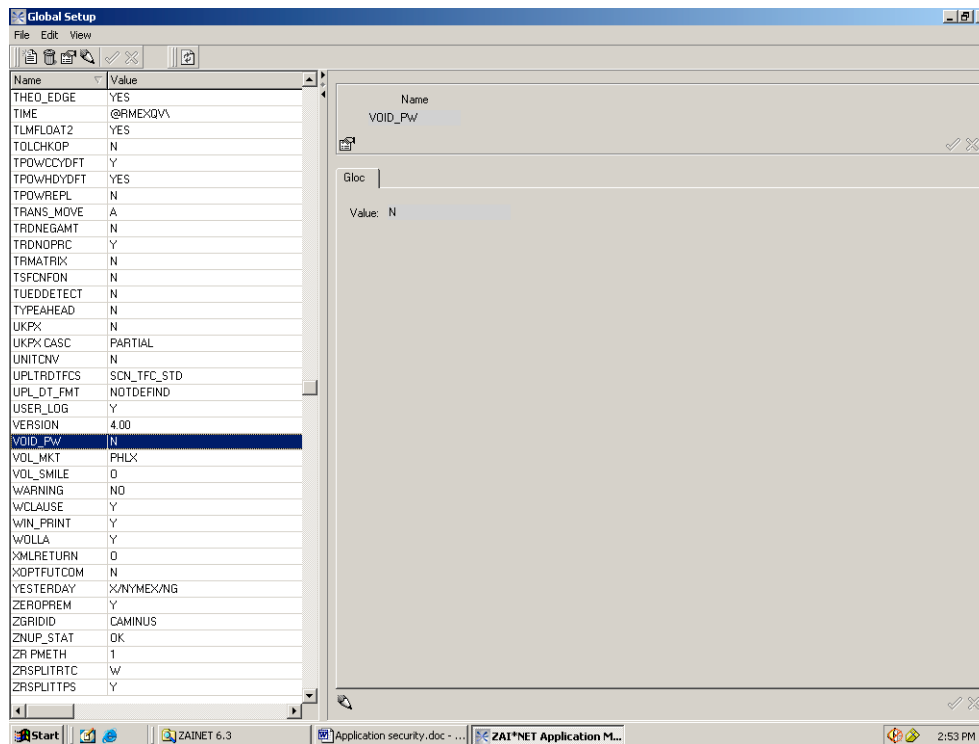 Global Setup
File Edit View
Name Value
THEO_EDGE YES
TIME @RMEXQV\
TLMFLOAT2 YES
TOLCHKOP N
TPOWCCYDFT Y
TPOWHDYDFT YES
TPOWREPL N
TRANS_MOVE A
TRDNEGAMT N
TRDNOPRC Y
TRMATRIX N
TSFCNFON N
TUEDDETECT N
TYPEAHEAD N
UKPX N
UKPX CASC PARTIAL
UNITCNV N
UPLTRDTFCS SCN_TFC_STD
UPL_DT_FMT NOTDEFIND
USER_LOG Y
VERSION 4.00
VOID_PW N
VOL_MKT PHLX
VOL_SMILE 0
WARNING NO
WCLAUSE Y
WIN_PRINT Y
WOLLA Y
XMLRETURN 0
XOPTFUTCOM N
YESTERDAY X/NYMEX/NG
ZEROPREM Y
ZGRIDID CAMINUS
ZNUP_STAT OK
ZR PMETH 1
ZRSPLITRTC W
ZRSPLITTPS Y
Name
VOID_PW
Gloc
Value: N
Start ZAINET 6.3 Application security.doc - ... ZAI*NET Application M... 2:53 PM